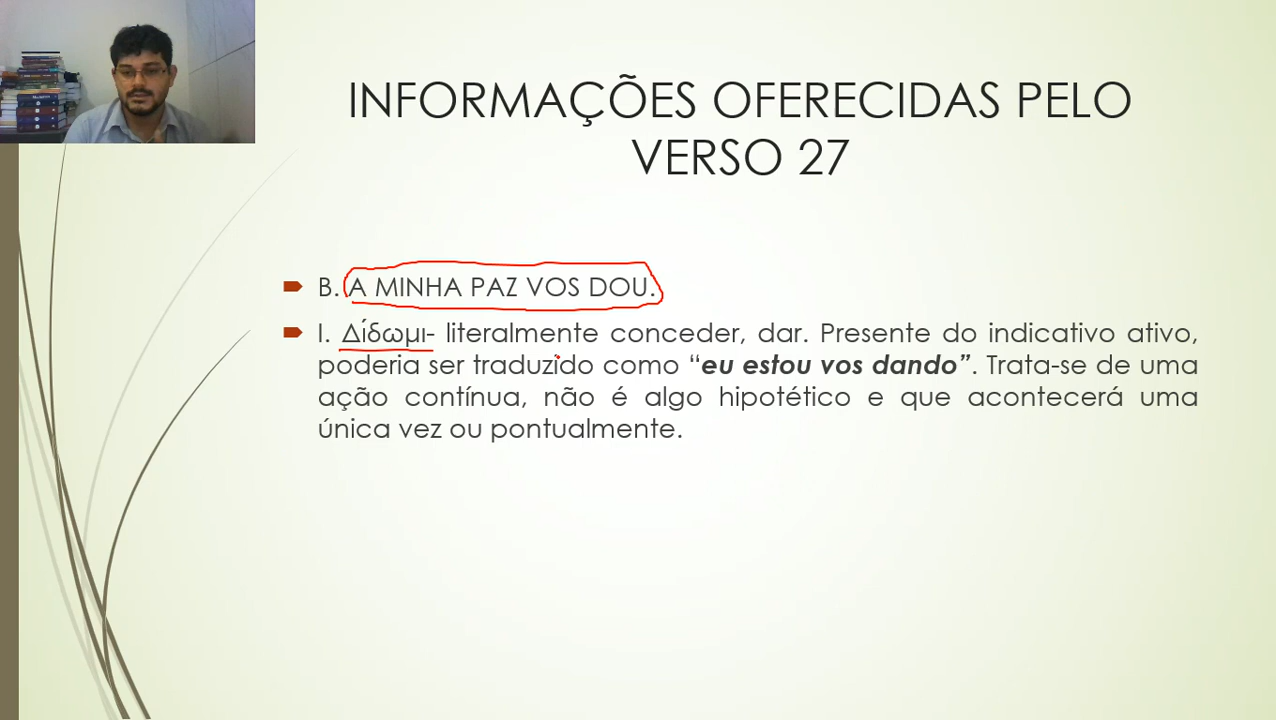 INFORMAÇÕES OFERECIDAS PELO
VERSO 27
B. A MINHA PAZ VOS DOU.
I. Δίδωμι- literalmente conceder, dar. Presente do indicativo ativo,
poderia ser traduzido como “eu estou vos dando”. Trata-se de uma
ação contínua, não é algo hipotético e que acontecerá uma
única vez ou pontualmente.